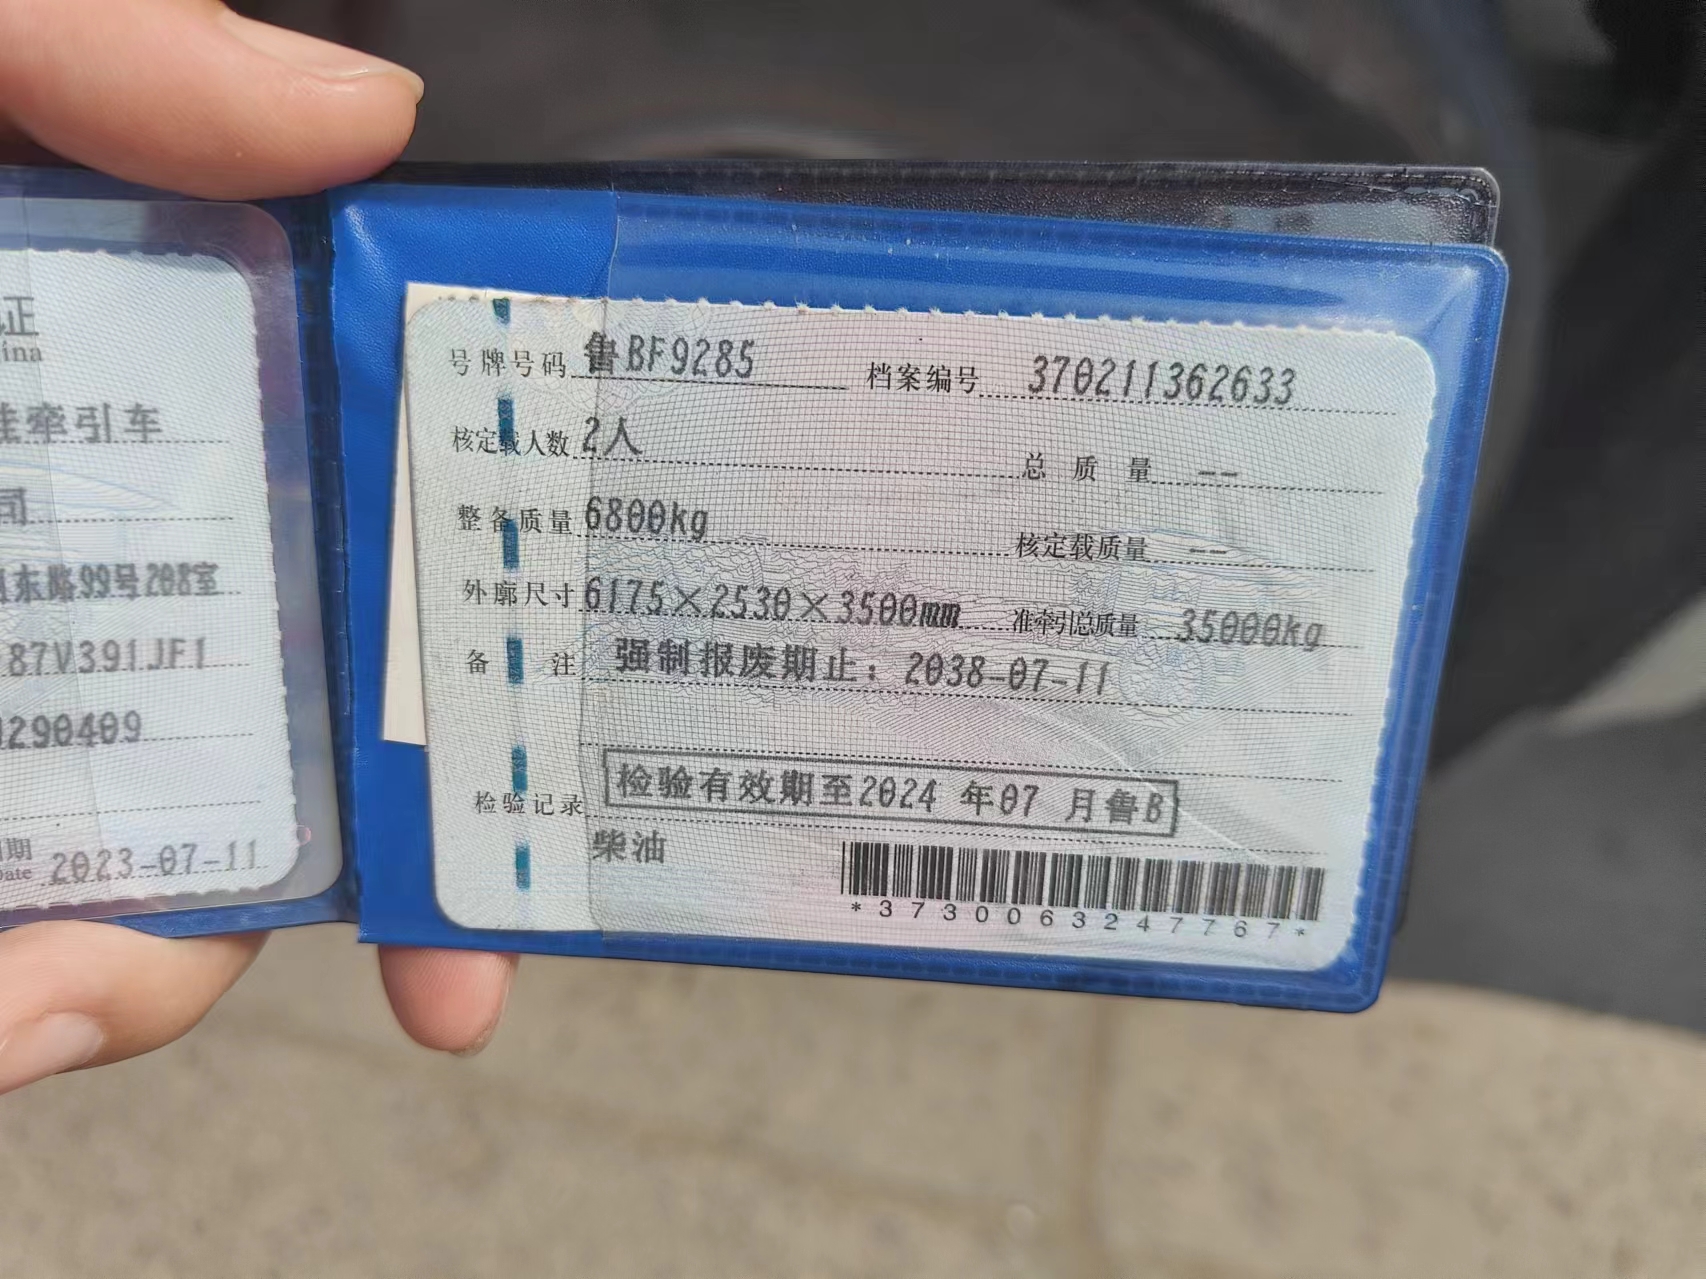 证
ina
牵引车
司
东路99号208室
87V391JF1
290409
期
Date 2023-07-11
号牌号码 鲁BF9285 档案编号 370211362633
核定载人数 2人 总质量 --
整备质量 6800kg 核定载质量 --
外廓尺寸 6175×2530×3500mm 准牵引总质量 35000kg
备注 强制报废期止：2038-07-11
检验记录 检验有效期至2024 年07 月鲁B
柴油
*3730063247767*